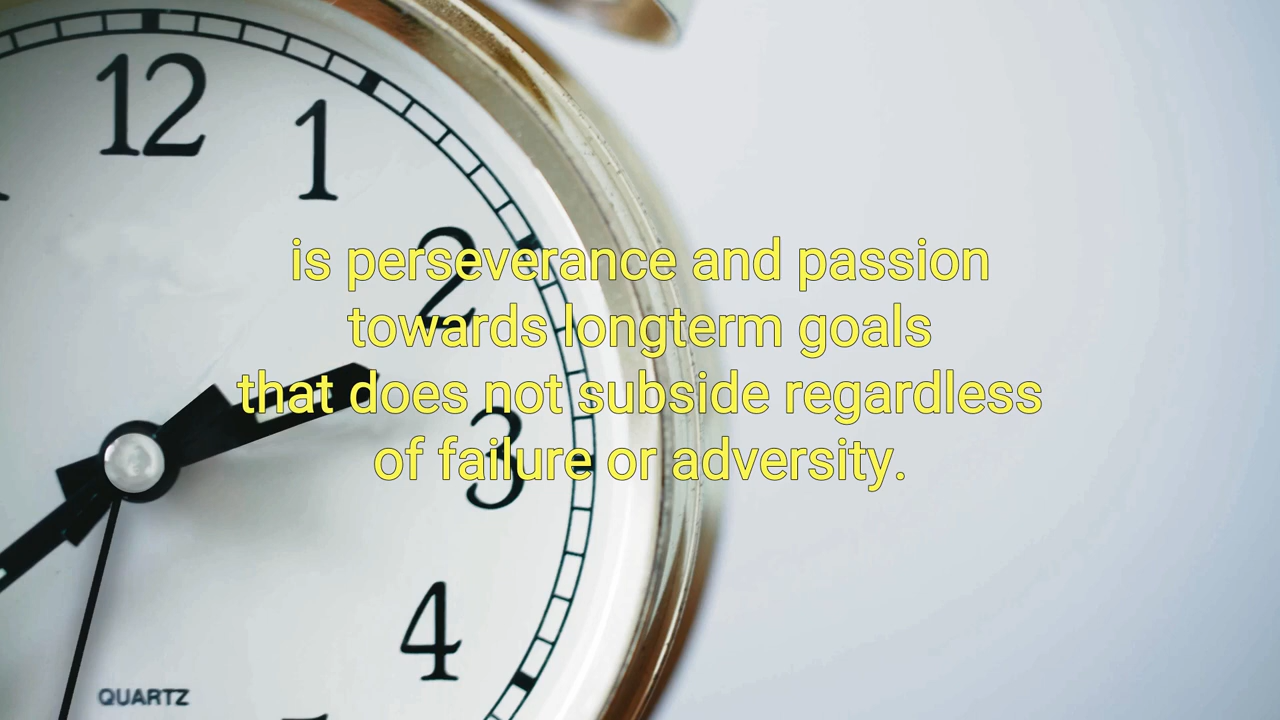 12
1
2
is perseverance and passion
towards longterm goals
that does not subside regardless
of failure or adversity.
3
4
QUARTZ